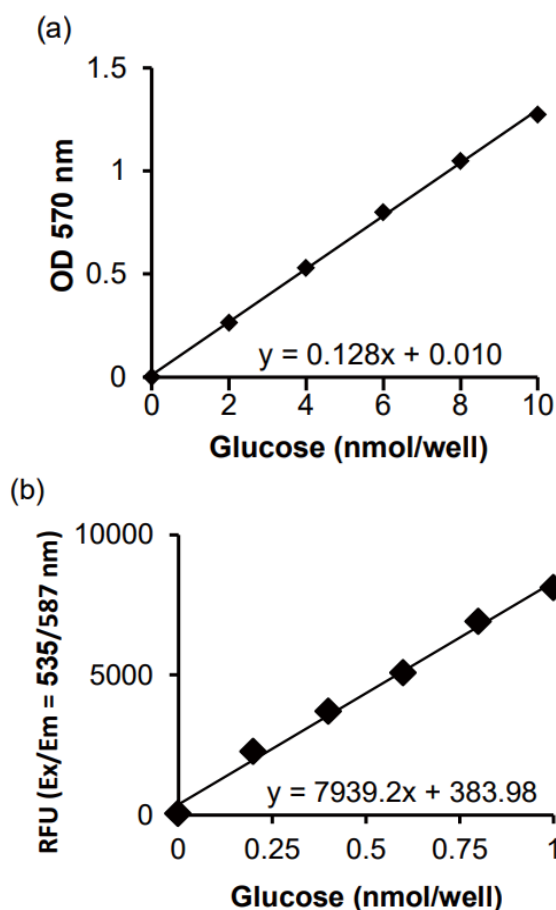 (a)
1.5
1
0.5
0
OD 570 nm
y = 0.128x + 0.010
0 2 4 6 8 10
Glucose (nmol/well)
(b)
10000
5000
0
RFU (Ex/Em = 535/587 nm)
y = 7939.2x + 383.98
0 0.25 0.5 0.75 1
Glucose (nmol/well)